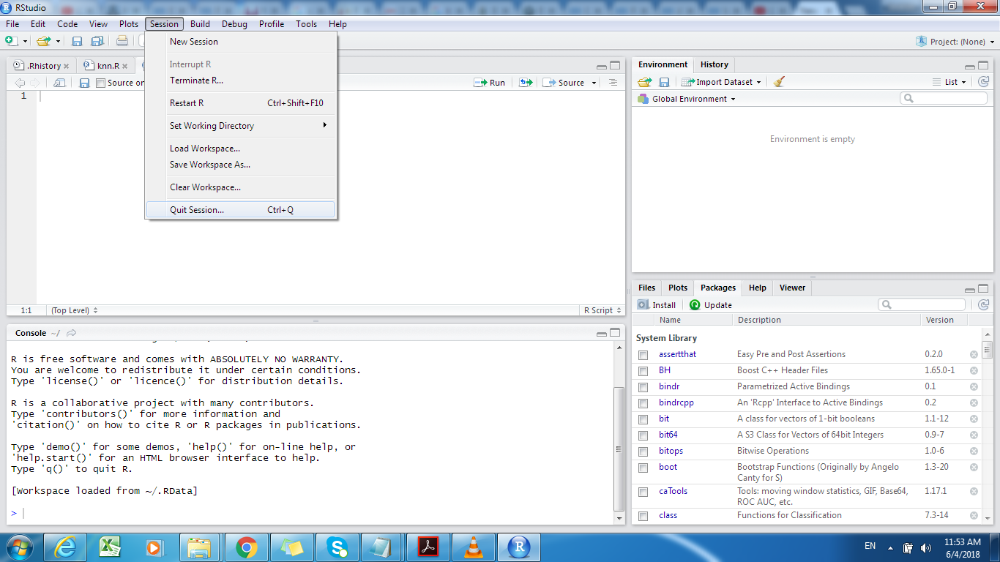 RStudio
File Edit Code View Plots Session Build Debug Profile Tools Help
Project: (None)
New Session
Interrupt R
Terminate R...
Restart R Ctrl+Shift+F10
Set Working Directory
Load Workspace...
Save Workspace As...
Clear Workspace...
Quit Session... Ctrl+Q
.Rhistory knn.R
Source on
Run Source
1
1:1 (Top Level) R Script
Console ~/
R is free software and comes with ABSOLUTELY NO WARRANTY.
You are welcome to redistribute it under certain conditions.
Type 'license()' or 'licence()' for distribution details.
R is a collaborative project with many contributors.
Type 'contributors()' for more information and
'citation()' on how to cite R or R packages in publications.
Type 'demo()' for some demos, 'help()' for on-line help, or
'help.start()' for an HTML browser interface to help.
Type 'q()' to quit R.
[Workspace loaded from ~/.RData]
>
Environment History
Import Dataset List
Global Environment
Environment is empty
Files Plots Packages Help Viewer
Install Update
Name Description Version
System Library
assertthat Easy Pre and Post Assertions 0.2.0
BH Boost C++ Header Files 1.65.0-1
bindr Parametrized Active Bindings 0.1
bindrcpp An 'Rcpp' Interface to Active Bindings 0.2
bit A class for vectors of 1-bit booleans 1.1-12
bit64 A S3 Class for Vectors of 64bit Integers 0.9-7
bitops Bitwise Operations 1.0-6
boot Bootstrap Functions (Originally by Angelo 1.3-20
Canty for S)
caTools Tools: moving window statistics, GIF, Base64, 1.17.1
ROC AUC, etc.
class Functions for Classification 7.3-14
EN 11:53 AM
6/4/2018